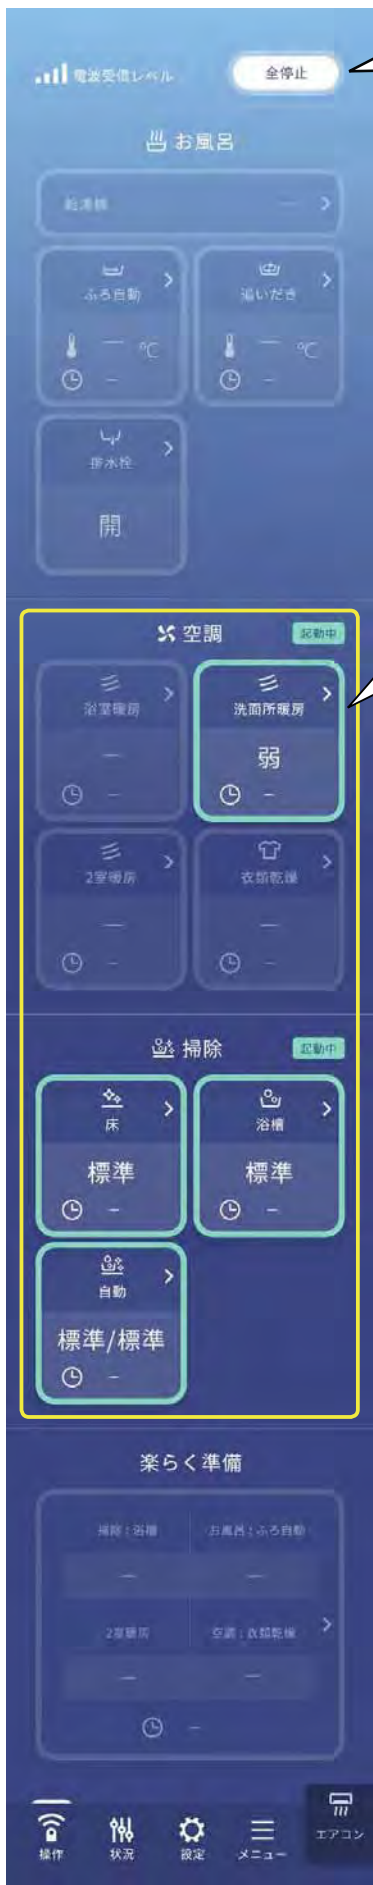 電波受信レベル
全停止
お風呂
給湯機 —
ふろ自動
追いだき
— ℃
— ℃
–
–
排水栓
開
空調
起動中
浴室暖房
洗面所暖房
—
弱
–
–
2室暖房
衣類乾燥
—
—
–
–
掃除
起動中
床
浴槽
標準
標準
–
–
自動
標準/標準
–
楽らく準備
掃除：浴槽
お風呂：ふろ自動
—
—
2室暖房
空調：衣類乾燥
—
—
–
操作
状況
設定
メニュー
エアコン